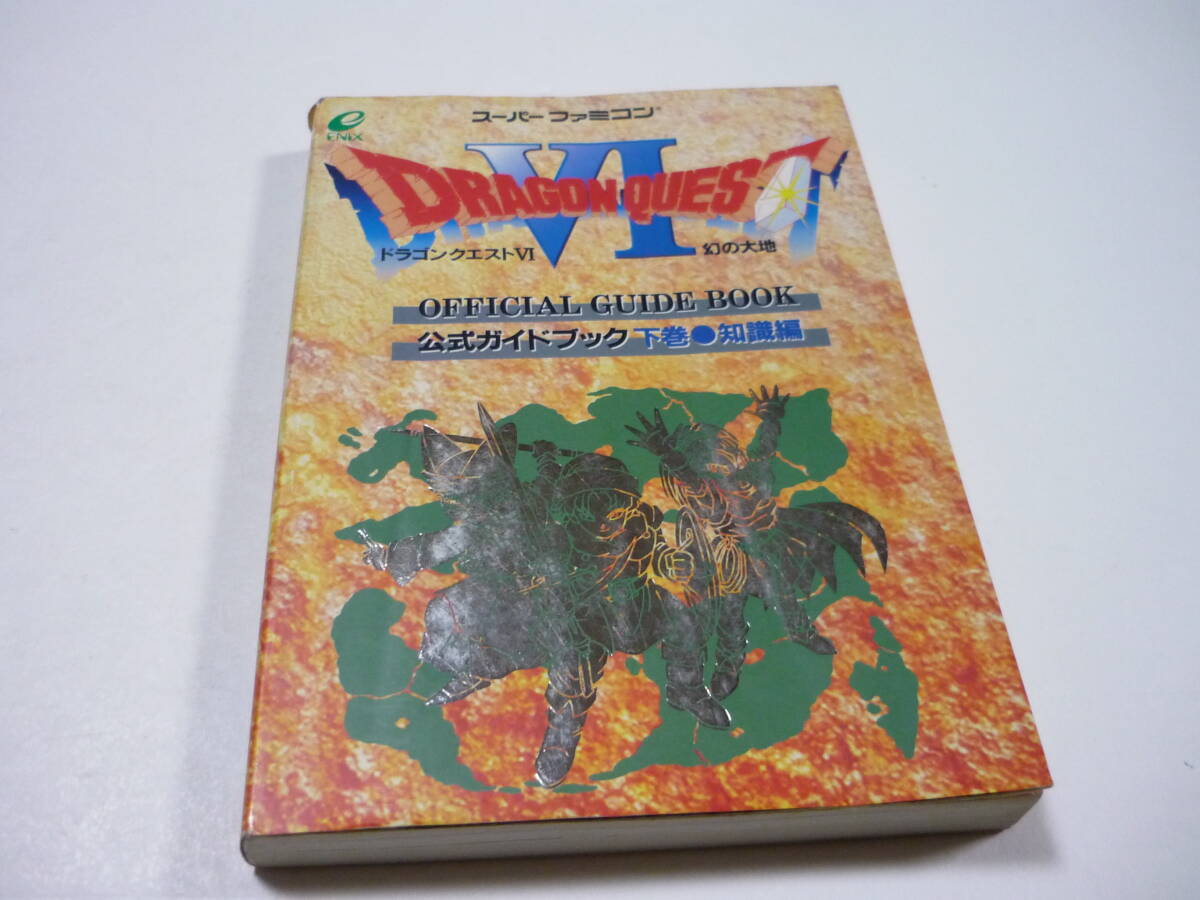 スーパーファミコン
ENIX
VI
DRAGON QUEST
ドラゴンクエストVI 幻の大地
OFFICIAL GUIDE BOOK
公式ガイドブック 下巻●知識編